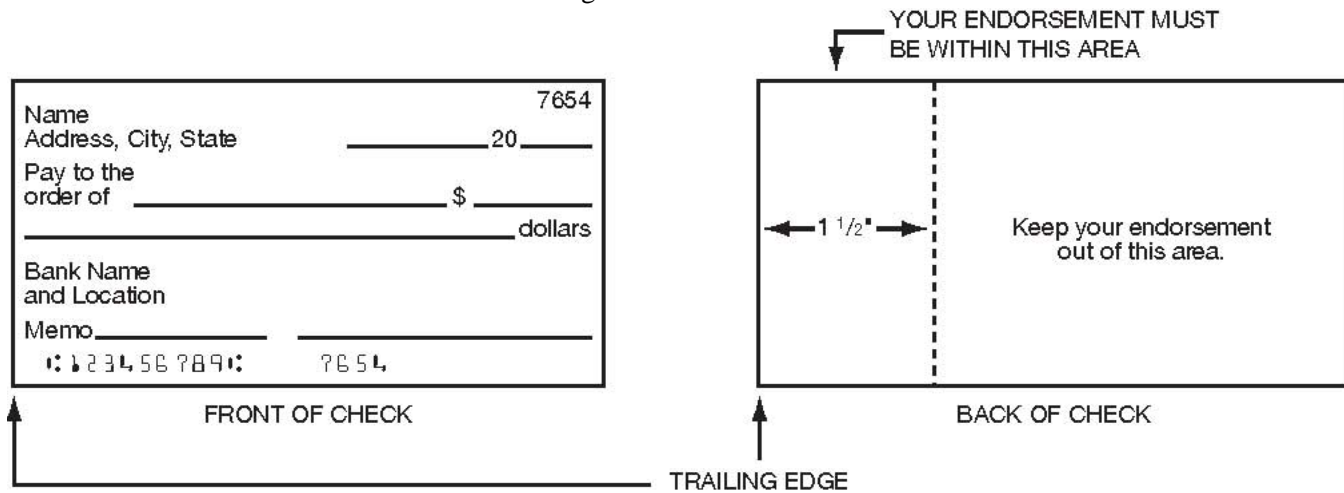 YOUR ENDORSEMENT MUST
BE WITHIN THIS AREA
7654
Name
Address, City, State 20
Pay to the
order of $
dollars
Bank Name
and Location
Memo
⑆123456789⑆ 7654
FRONT OF CHECK
1 1/2"
Keep your endorsement
out of this area.
BACK OF CHECK
TRAILING EDGE